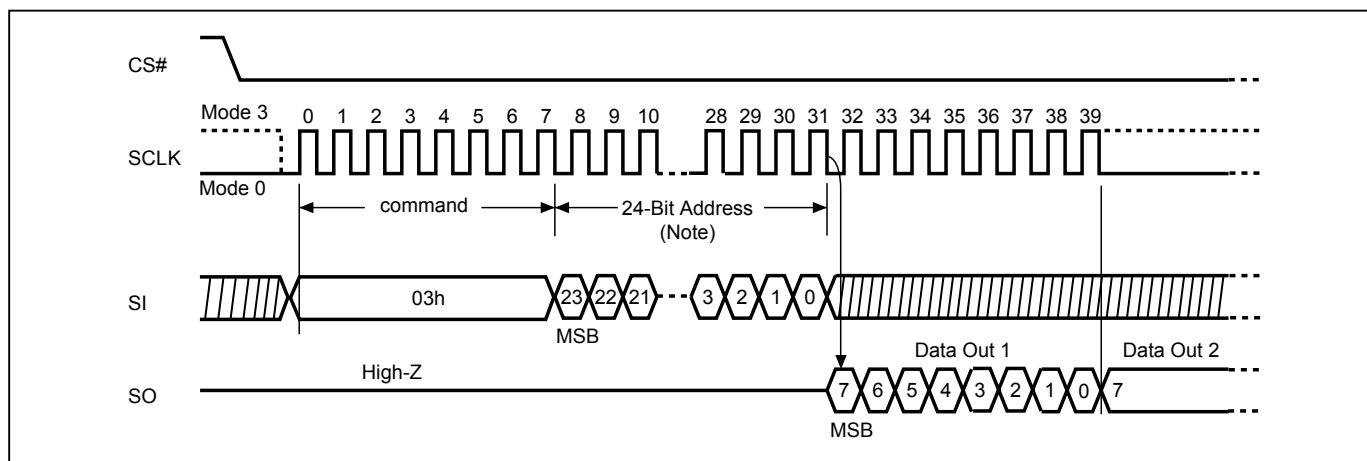 CS#
Mode 3
0 1 2 3 4 5 6 7 8 9 10 28 29 30 31 32 33 34 35 36 37 38 39
SCLK
Mode 0
command 24-Bit Address
(Note)
SI 03h 23 22 21 3 2 1 0
MSB
Data Out 1 Data Out 2
High-Z
SO 7 6 5 4 3 2 1 0 7
MSB